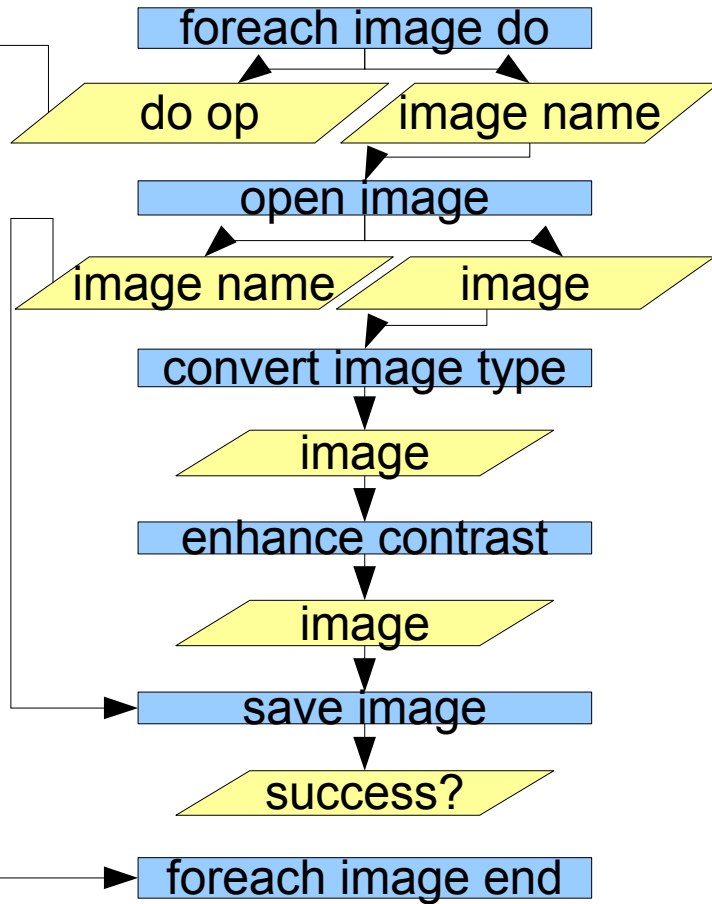 foreach image do
do op
image name
open image
image name
image
convert image type
image
enhance contrast
image
save image
success?
foreach image end